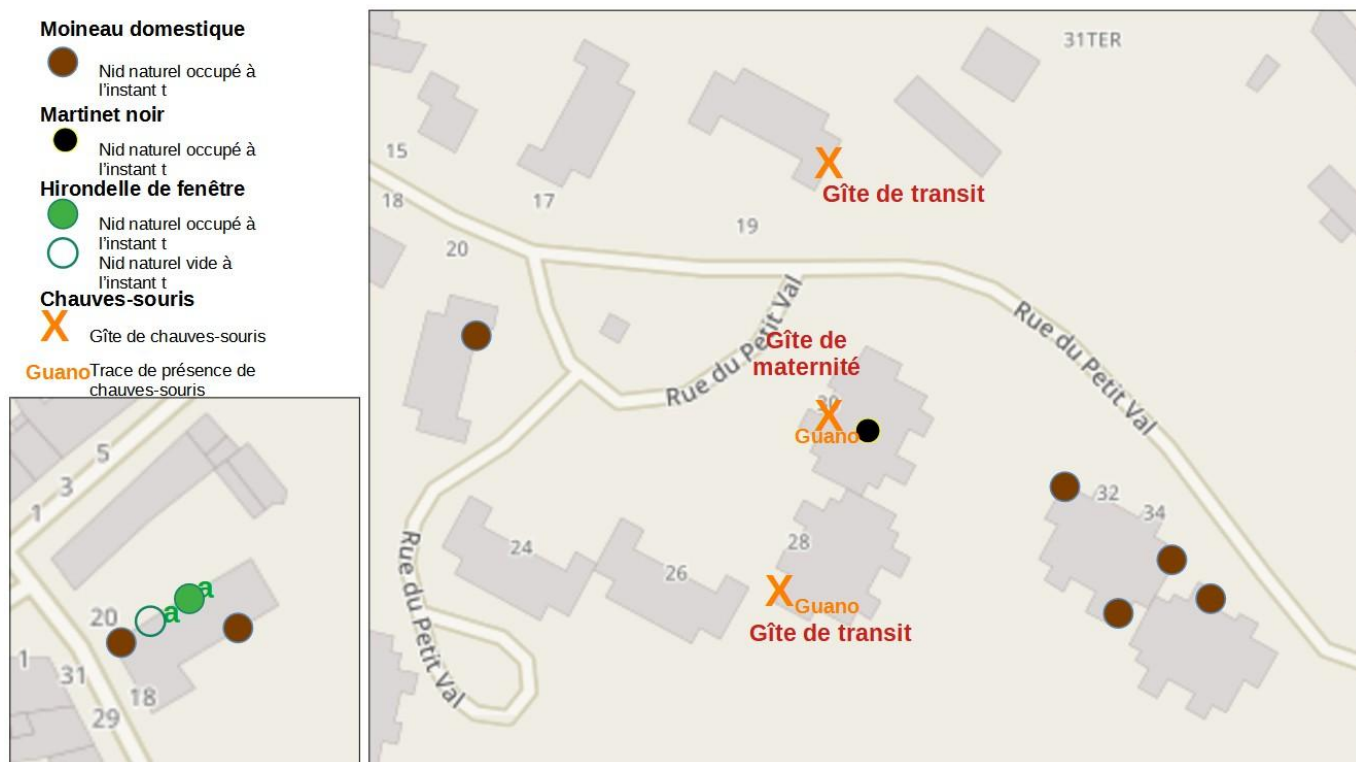 Moineau domestique
Nid naturel occupé à
l'instant t
Martinet noir
Nid naturel occupé à
l'instant t
Hirondelle de fenêtre
Nid naturel occupé à
l'instant t
Nid naturel vide à
l'instant t
Chauves-souris
X
Gîte de chauves-souris
Guano
Trace de présence de
chauves-souris
5
3
1
a
a
20
1
31
18
29
31TER
15
18
17
X
Gîte de transit
19
20
Rue du Petit Val
Rue du Petit Val
Gîte de
maternité
30
X
Guano
32
34
24
26
28
X
Guano
Gîte de transit
Rue du Petit Val